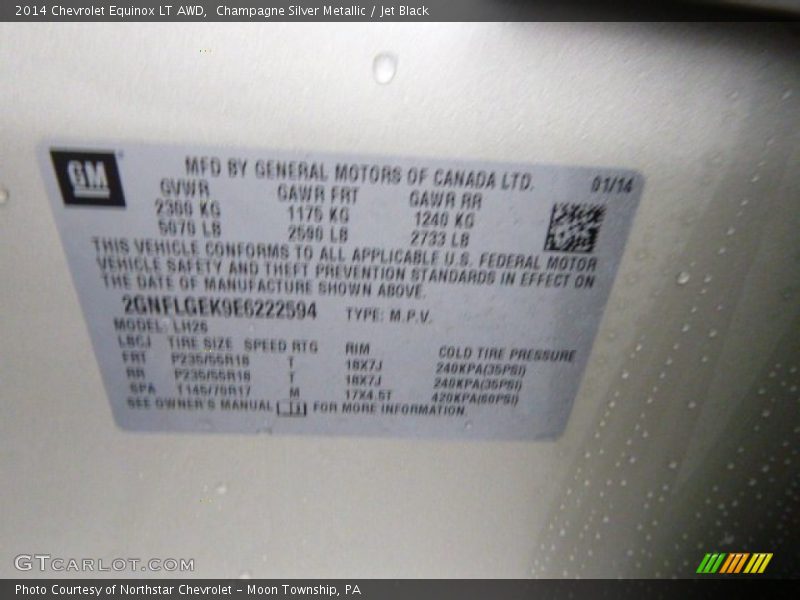 2014 Chevrolet Equinox LT AWD,  Champagne Silver Metallic / Jet Black
GM
MFD BY GENERAL MOTORS OF CANADA LTD. 01/14
GVWR GAWR FRT GAWR RR
2300 KG 1175 KG 1240 KG
5070 LB 2590 LB 2733 LB
THIS VEHICLE CONFORMS TO ALL APPLICABLE U.S. FEDERAL MOTOR
VEHICLE SAFETY AND THEFT PREVENTION STANDARDS IN EFFECT ON
THE DATE OF MANUFACTURE SHOWN ABOVE.
2GNFLGEK9E6222594 TYPE: M.P.V.
MODEL: LH26
LBCJ TIRE SIZE SPEED RTG RIM COLD TIRE PRESSURE
FRT P235/55R18 T 18X7J 240KPA(35PSI)
RR P235/55R18 T 18X7J 240KPA(35PSI)
SPA T145/70R17 M 17X4.5T 420KPA(60PSI)
SEE OWNER'S MANUAL FOR MORE INFORMATION
GTCARLOT.COM
Photo Courtesy of Northstar Chevrolet - Moon Township, PA